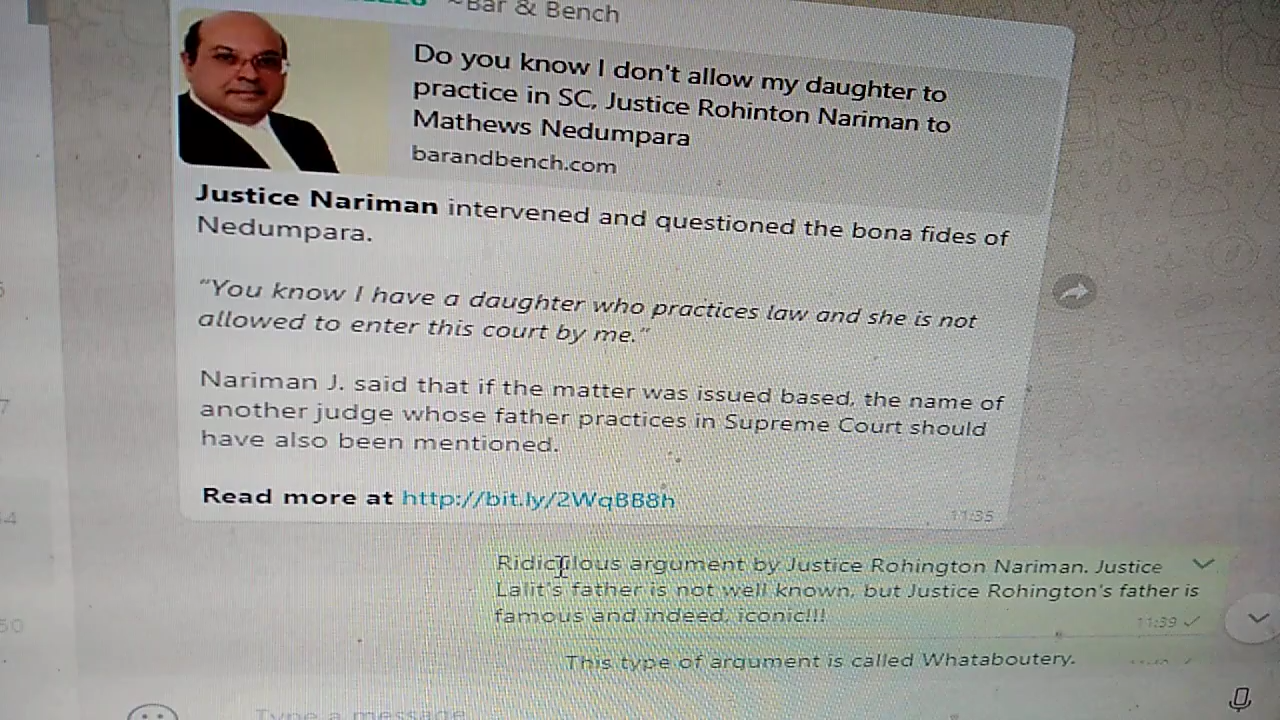 ~Bar & Bench
Do you know I don't allow my daughter to
practice in SC, Justice Rohinton Nariman to
Mathews Nedumpara
barandbench.com
Justice Nariman intervened and questioned the bona fides of
Nedumpara.
"You know I have a daughter who practices law and she is not
allowed to enter this court by me."
Nariman J. said that if the matter was issued based, the name of
another judge whose father practices in Supreme Court should
have also been mentioned.
Read more at http://bit.ly/2WqBB8h
11:35
Ridiculous argument by Justice Rohington Nariman. Justice
Lalit's father is not well known, but Justice Rohington's father is
famous and indeed, iconic!!!
11:39
This type of argument is called Whataboutery.
Type a message